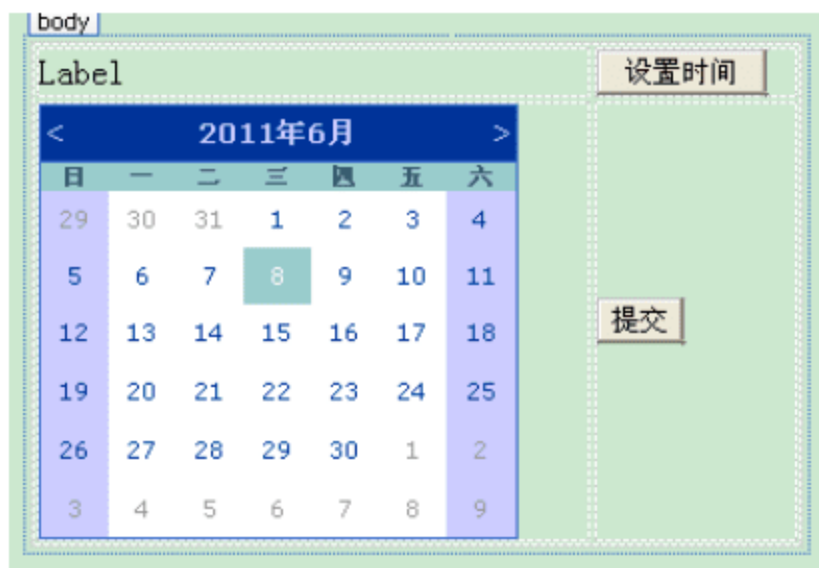 body
Label 设置时间
< 2011年6月 >
日 一 二 三 四 五 六
29 30 31 1 2 3 4
5 6 7 8 9 10 11
12 13 14 15 16 17 18
提交
19 20 21 22 23 24 25
26 27 28 29 30 1 2
3 4 5 6 7 8 9